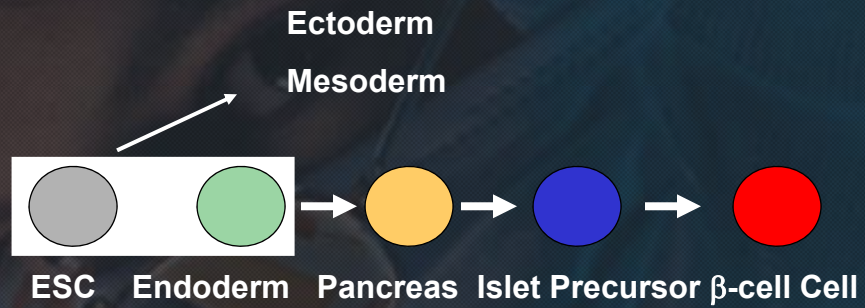 Ectoderm
Mesoderm
ESC Endoderm Pancreas Islet Precursor β-cell Cell